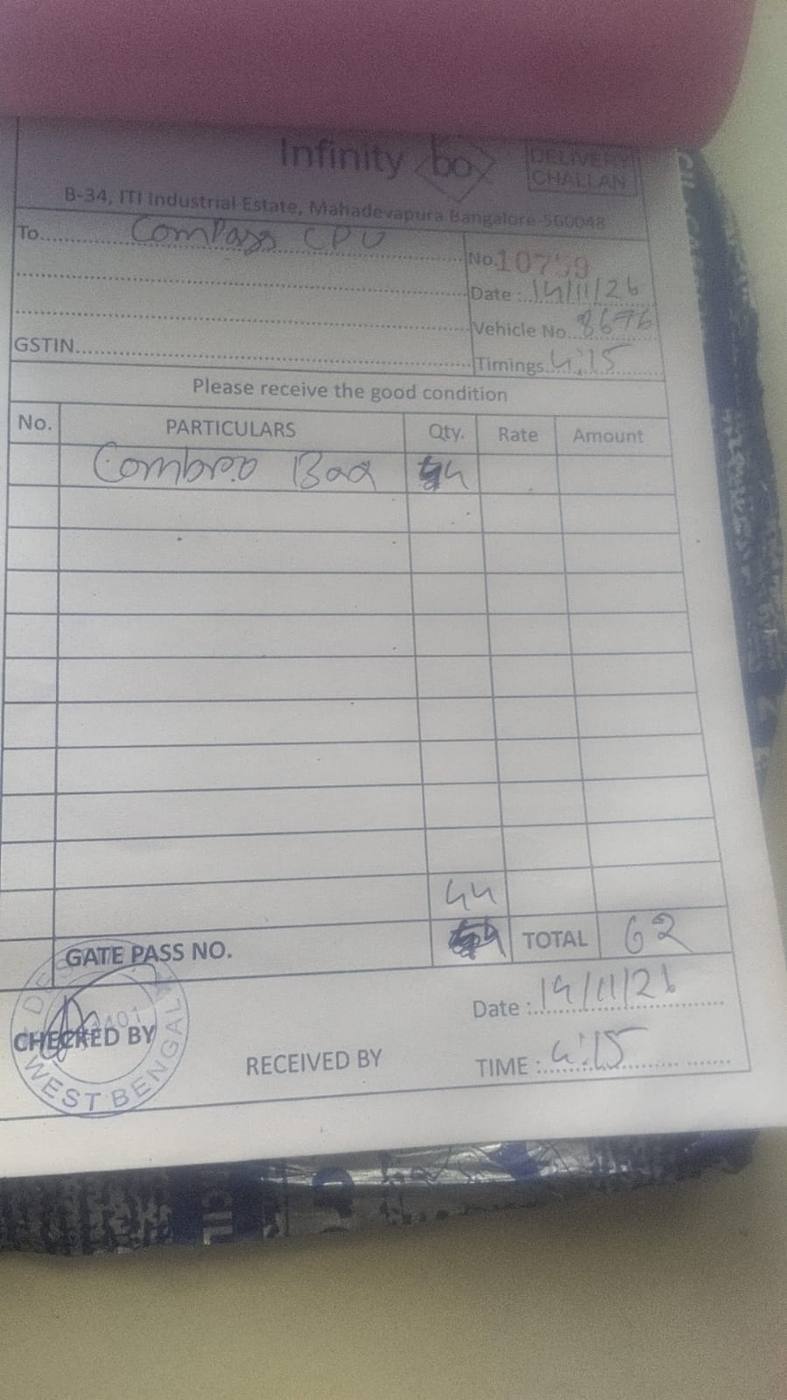 Infinity bo
DELIVERY CHALLAN
B-34, ITI Industrial Estate, Mahadevapura Bangalore-560048
To Compass CPU
No. 10759
Date : 14/11/26
Vehicle No. 8676
GSTIN
Timings 4:15
Please receive the good condition
No. PARTICULARS Qty. Rate Amount
Combro Bag
44
GATE PASS NO. TOTAL 62
Date : 14/11/26
CHECKED BY
RECEIVED BY
TIME : 4:15
WEST BENGAL